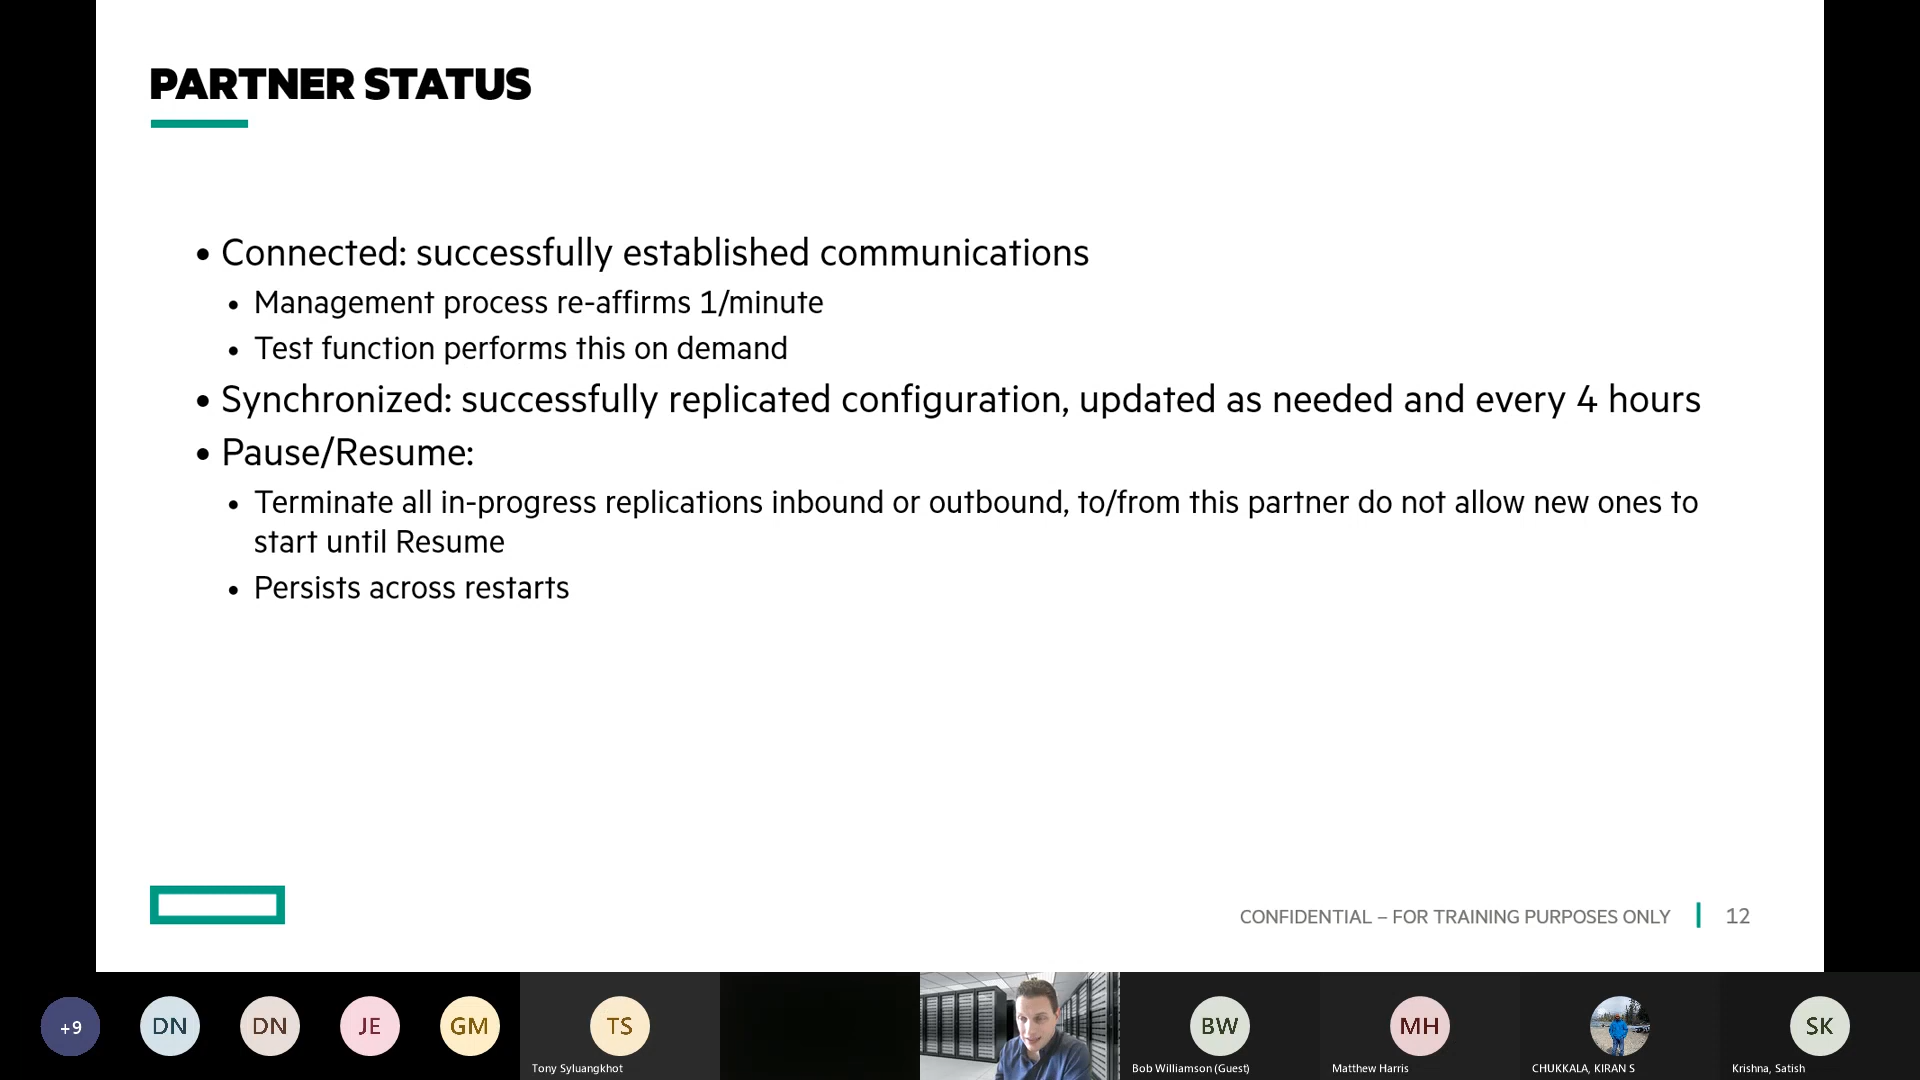 PARTNER STATUS
• Connected: successfully established communications
• Management process re-affirms 1/minute
• Test function performs this on demand
• Synchronized: successfully replicated configuration, updated as needed and every 4 hours
• Pause/Resume:
• Terminate all in-progress replications inbound or outbound, to/from this partner do not allow new ones to
start until Resume
• Persists across restarts
CONFIDENTIAL – FOR TRAINING PURPOSES ONLY 12
+9 DN DN JE GM TS BW MH SK
Tony Syluangkhot Bob Williamson (Guest) Matthew Harris CHUKKALA, KIRAN S Krishna, Satish